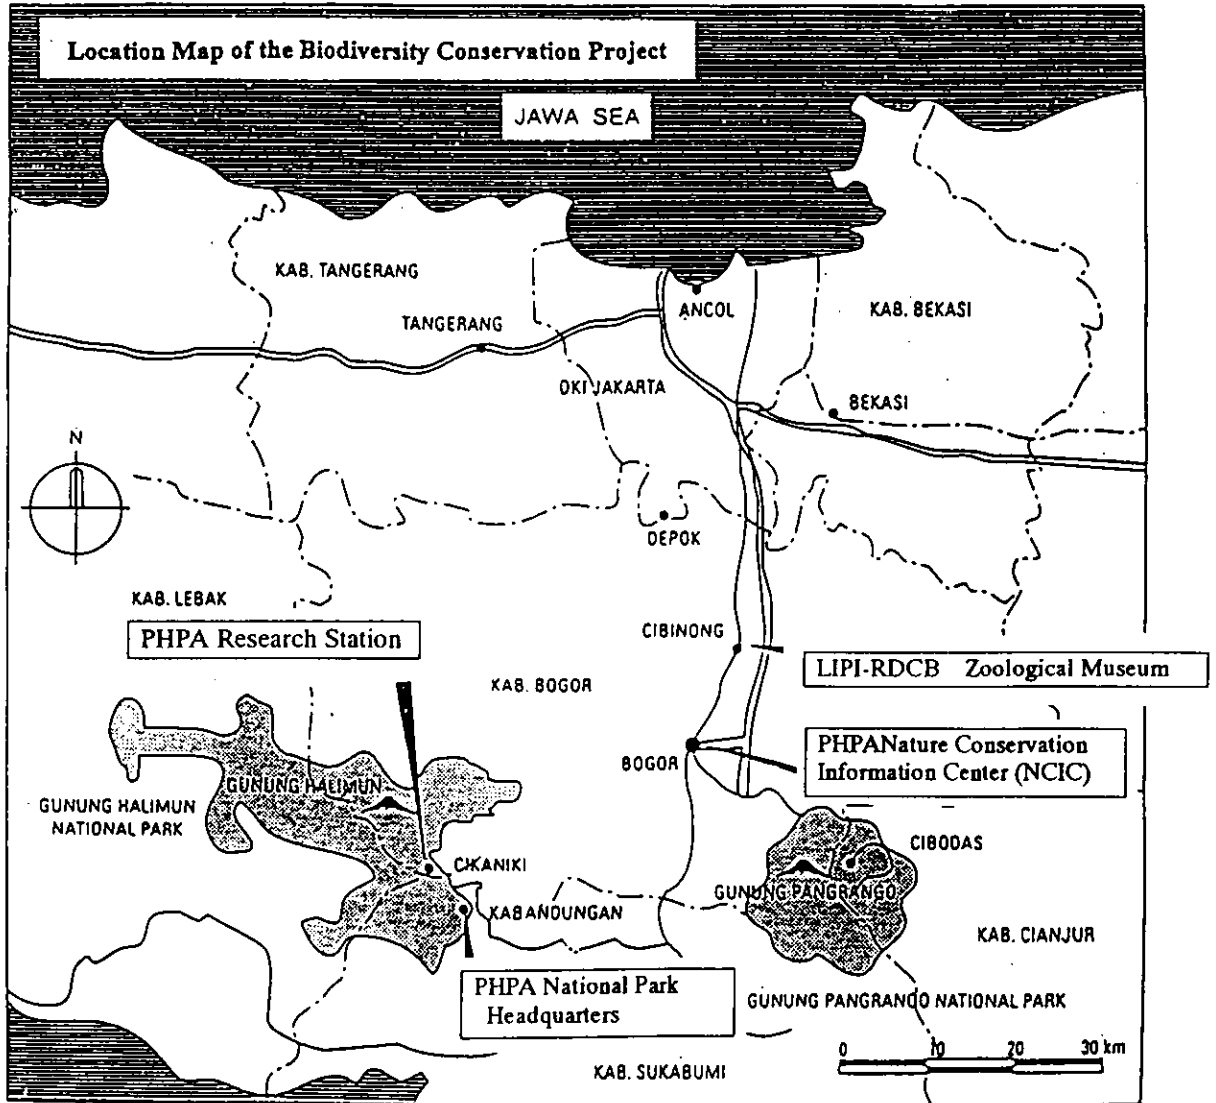 Location Map of the Biodiversity Conservation Project
JAWA SEA
KAB. TANGERANG
ANCOL
KAB. BEKASI
TANGERANG
OKI JAKARTA
BEKASI
N
DEPOK
KAB. LEBAK
CIBINONG
PHPA Research Station
LIPI-RDCB Zoological Museum
KAB. BOGOR
PHPANature Conservation
Information Center (NCIC)
BOGOR
GUNUNG HALIMUN
GUNUNG HALIMUN
NATIONAL PARK
CIBODAS
CIKANIKI
GUNUNG PANGRANGO
KABANDUNGAN
KAB. CIANJUR
PHPA National Park
Headquarters
GUNUNG PANGRANGO NATIONAL PARK
0 10 20 30 km
KAB. SUKABUMI